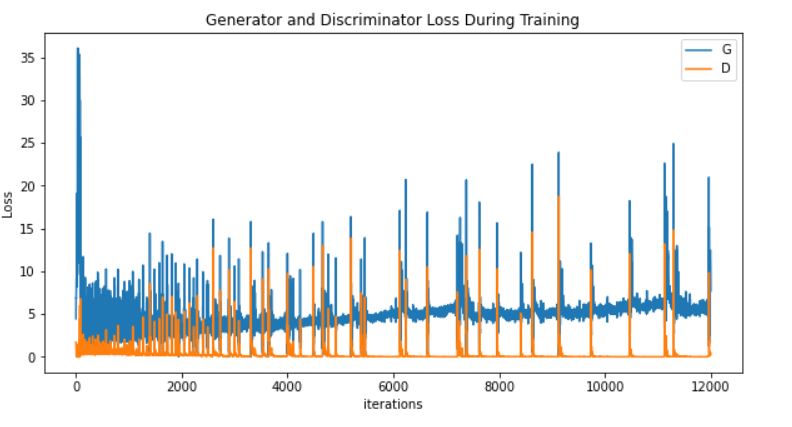 Generator and Discriminator Loss During Training
G
D
35
30
25
20
15
10
5
0
Loss
0 2000 4000 6000 8000 10000 12000
iterations